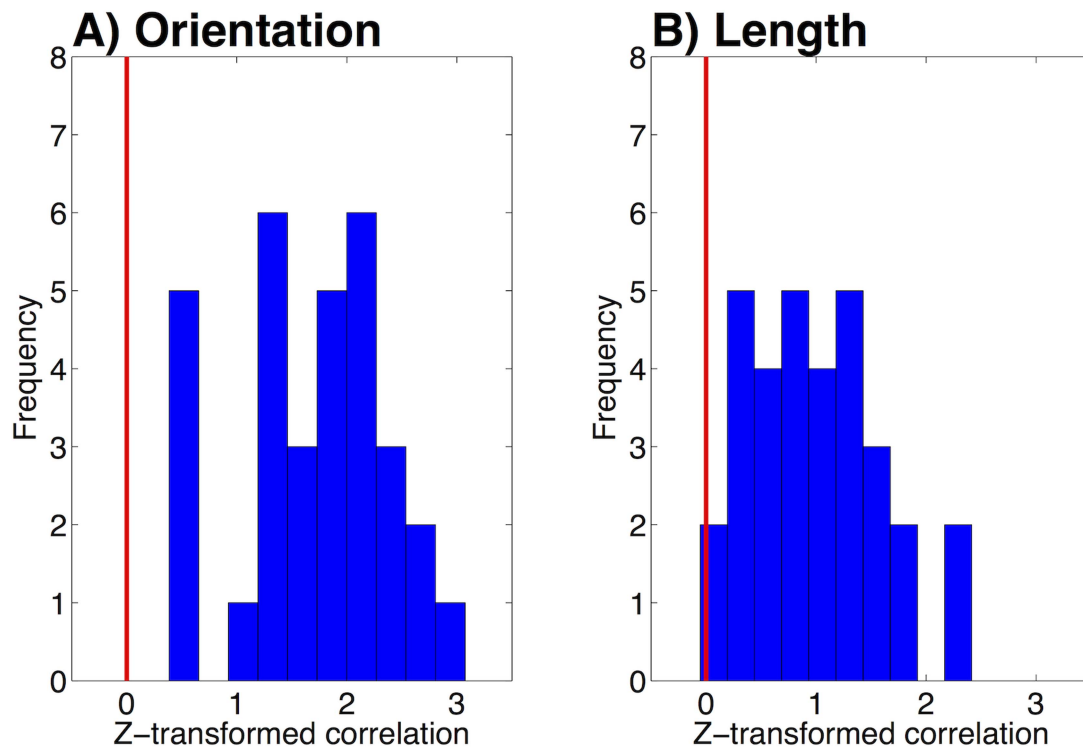 A) Orientation
8
7
6
5
4
3
2
1
0
Frequency
0 1 2 3
Z-transformed correlation
B) Length
8
7
6
5
4
3
2
1
0
Frequency
0 1 2 3
Z-transformed correlation